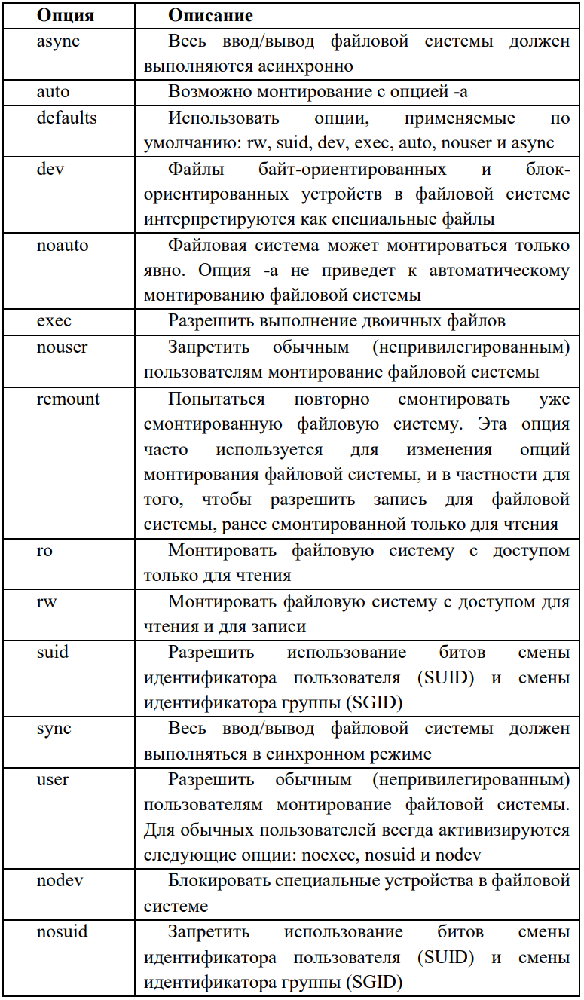 Опция Описание
async Весь ввод/вывод файловой системы должен
выполняются асинхронно
auto Возможно монтирование с опцией -a
defaults Использовать опции, применяемые по
умолчанию: rw, suid, dev, exec, auto, nouser и async
dev Файлы байт-ориентированных и блок-
ориентированных устройств в файловой системе
интерпретируются как специальные файлы
noauto Файловая система может монтироваться только
явно. Опция -a не приведет к автоматическому
монтированию файловой системы
exec Разрешить выполнение двоичных файлов
nouser Запретить обычным (непривилегированным)
пользователям монтирование файловой системы
remount Попытаться повторно смонтировать уже
смонтированную файловую систему. Эта опция
часто используется для изменения опций
монтирования файловой системы, и в частности для
того, чтобы разрешить запись для файловой
системы, ранее смонтированной только для чтения
ro Монтировать файловую систему с доступом
только для чтения
rw Монтировать файловую систему с доступом для
чтения и для записи
suid Разрешить использование битов смены
идентификатора пользователя (SUID) и смены
идентификатора группы (SGID)
sync Весь ввод/вывод файловой системы должен
выполняться в синхронном режиме
user Разрешить обычным (непривилегированным)
пользователям монтирование файловой системы.
Для обычных пользователей всегда активизируются
следующие опции: noexec, nosuid и nodev
nodev Блокировать специальные устройства в файловой
системе
nosuid Запретить использование битов смены
идентификатора пользователя (SUID) и смены
идентификатора группы (SGID)